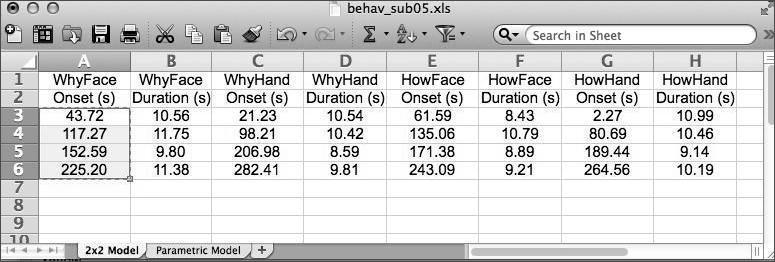 behav_sub05.xls
Search in Sheet
A B C D E F G H
1 WhyFace WhyFace WhyHand WhyHand HowFace HowFace HowHand HowHand
2 Onset (s) Duration (s) Onset (s) Duration (s) Onset (s) Duration (s) Onset (s) Duration (s)
3 43.72 10.56 21.23 10.54 61.59 8.43 2.27 10.99
4 117.27 11.75 98.21 10.42 135.06 10.79 80.69 10.46
5 152.59 9.80 206.98 8.59 171.38 8.89 189.44 9.14
6 225.20 11.38 282.41 9.81 243.09 9.21 264.56 10.19
7
8
9
10
2x2 Model Parametric Model +